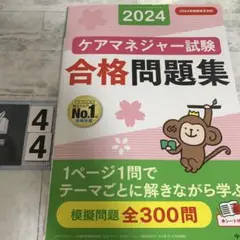 2024
ケアマネジャー試験
合格問題集
No.1
1ページ1問で
テーマごとに解きながら学ぶ
模擬問題 全300問
4
4